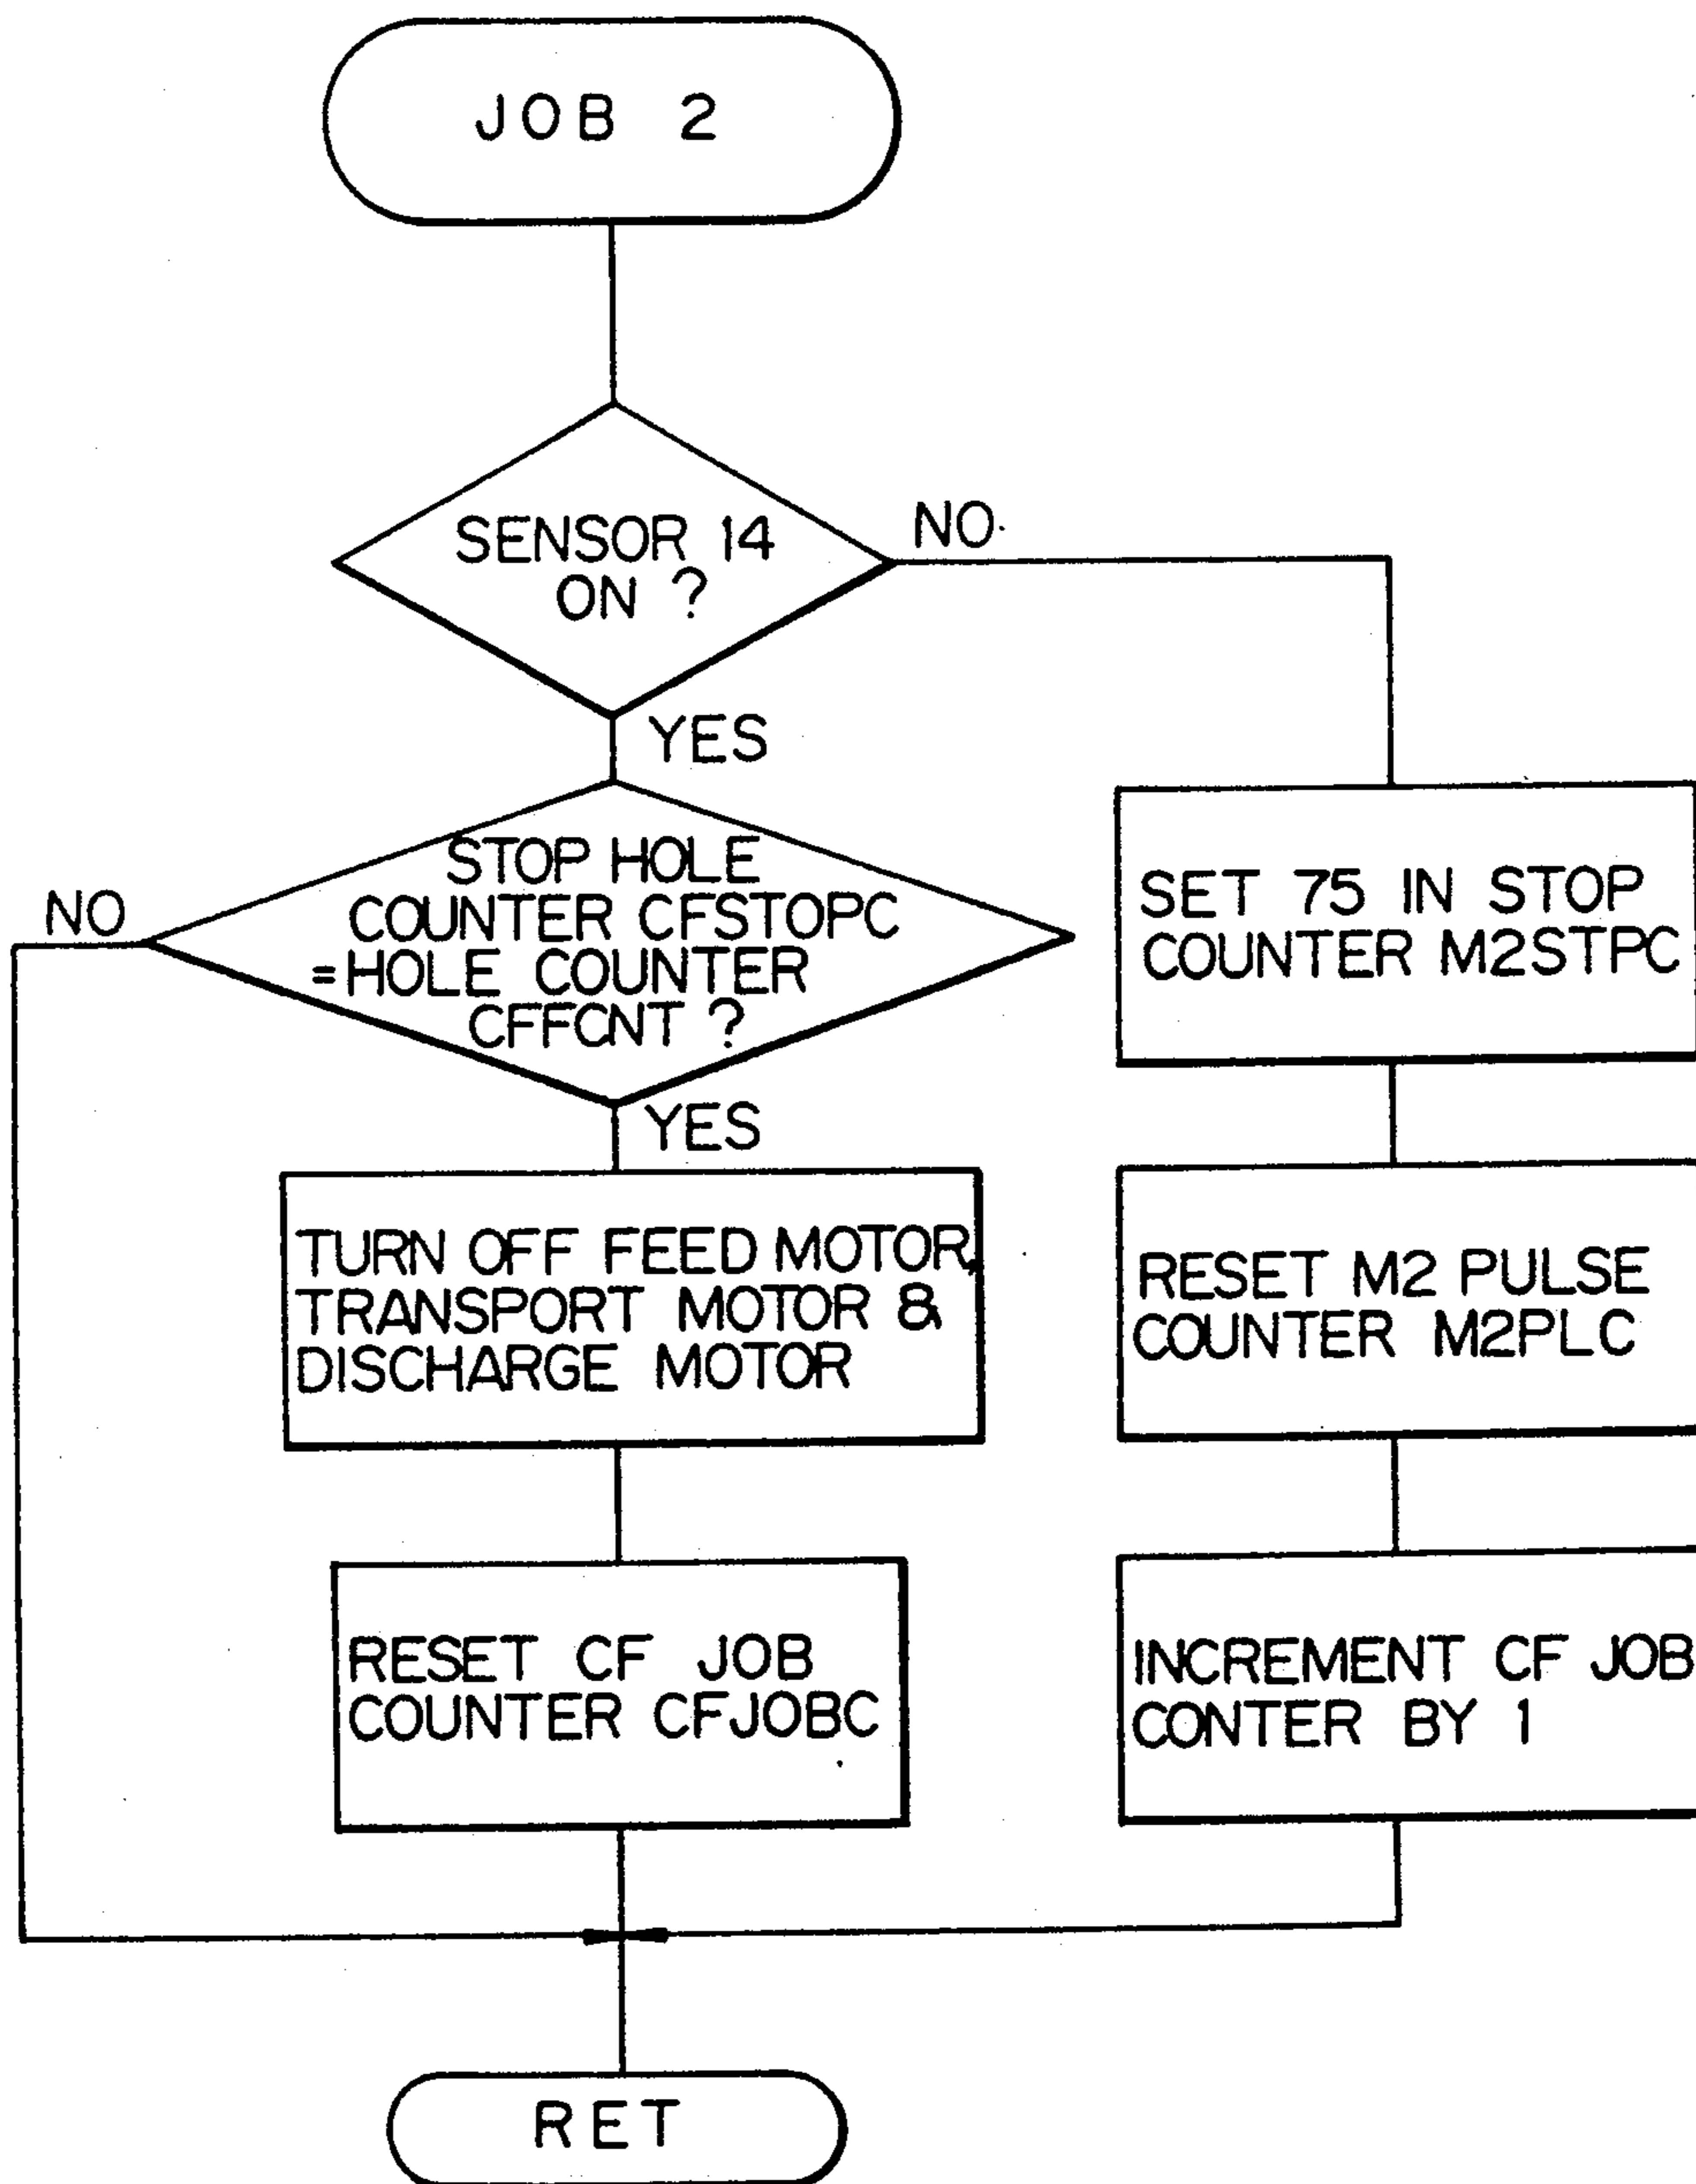 JOB 2
SENSOR 14
ON ?
NO
YES
STOP HOLE
COUNTER CFSTOPC
=HOLE COUNTER
CFFCNT ?
NO
YES
TURN OFF FEED MOTOR,
TRANSPORT MOTOR &
DISCHARGE MOTOR
RESET CF JOB
COUNTER CFJOBC
SET 75 IN STOP
COUNTER M2STPC
RESET M2 PULSE
COUNTER M2PLC
INCREMENT CF JOB
CONTER BY 1
RET